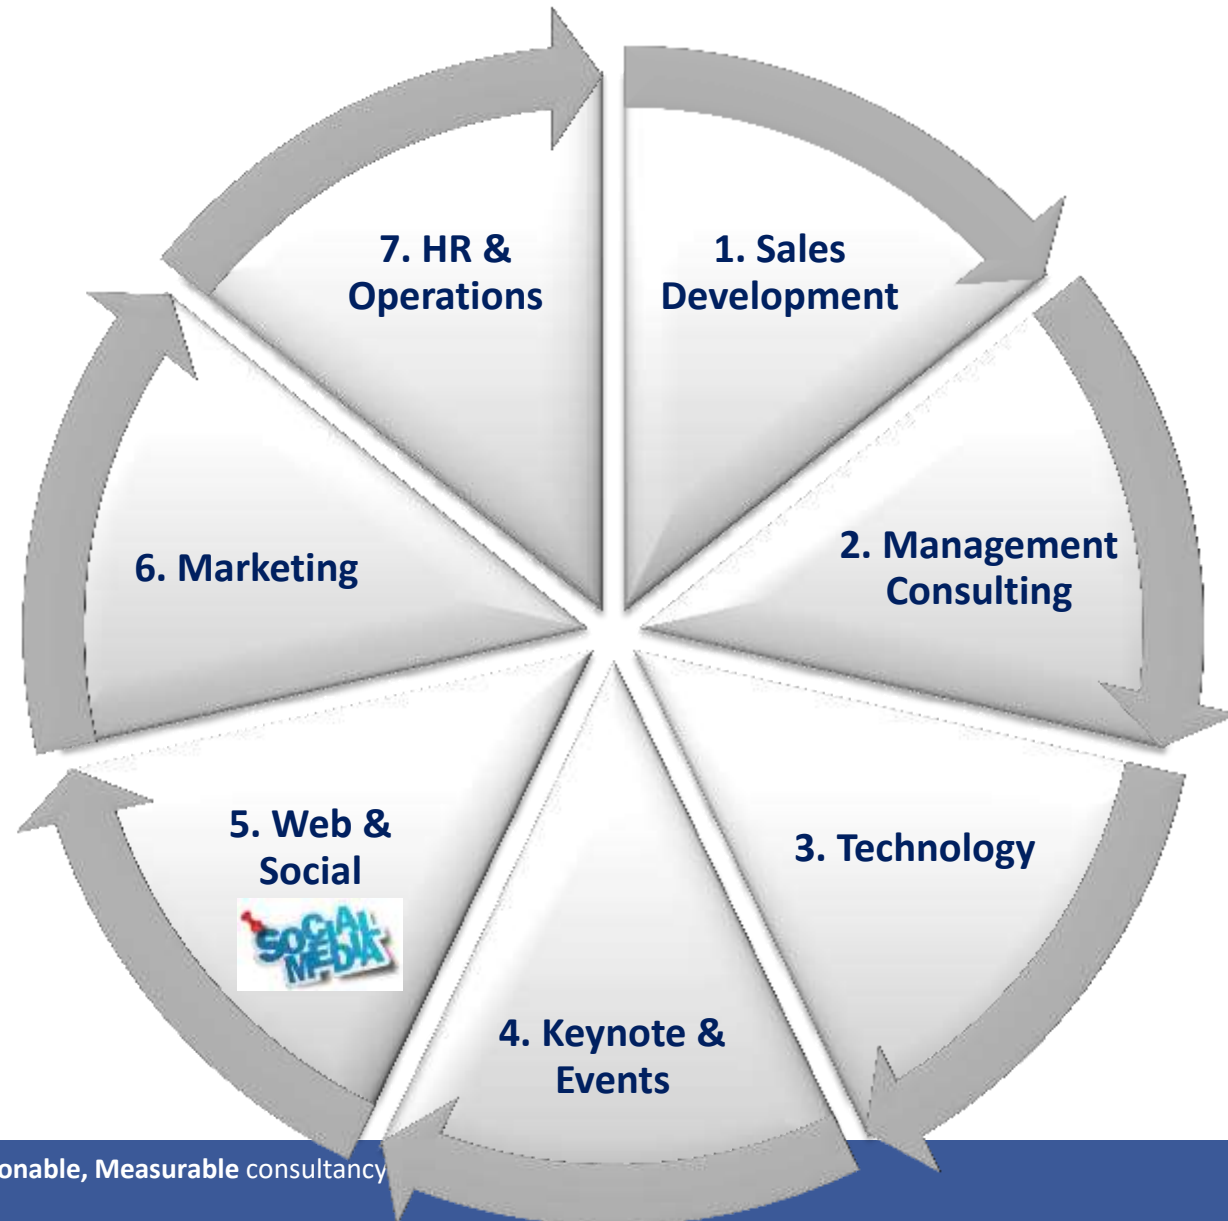 1. Sales
Development
2. Management
Consulting
3. Technology
4. Keynote &
Events
5. Web &
Social
SOCIAL
MEDIA
6. Marketing
7. HR &
Operations
Measurable consultancy